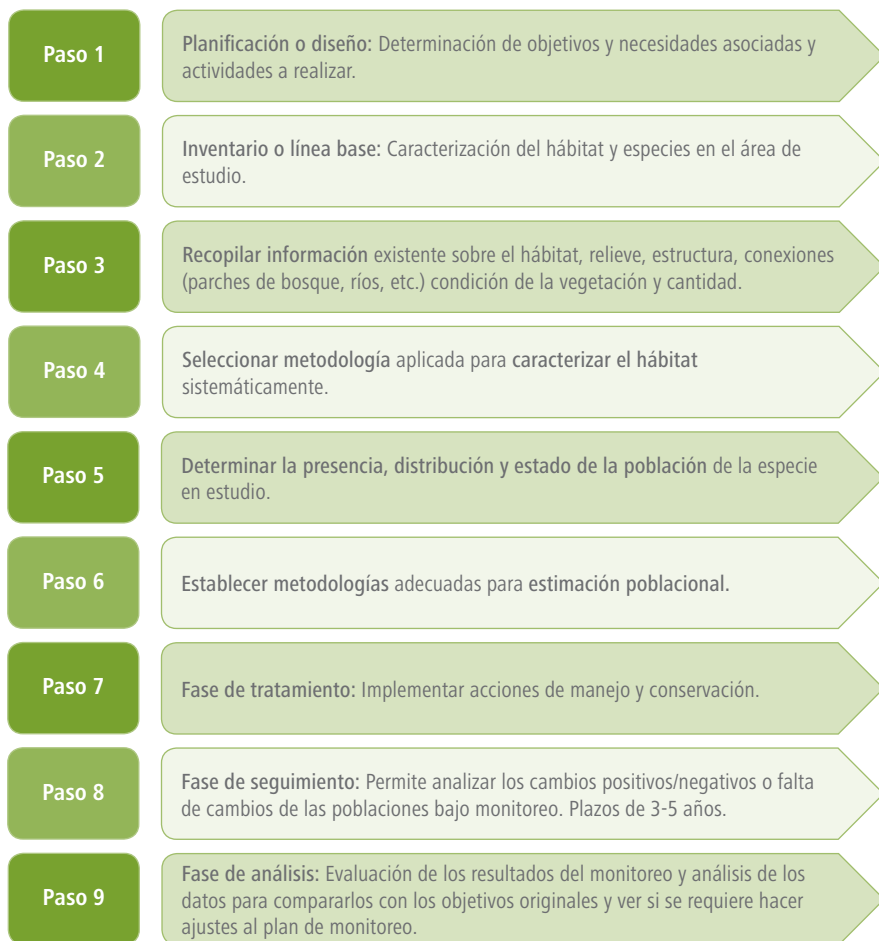 Paso 1
Planificación o diseño: Determinación de objetivos y necesidades asociadas y
actividades a realizar.
Paso 2
Inventario o línea base: Caracterización del hábitat y especies en el área de
estudio.
Paso 3
Recopilar información existente sobre el hábitat, relieve, estructura, conexiones
(parches de bosque, ríos, etc.) condición de la vegetación y cantidad.
Paso 4
Seleccionar metodología aplicada para caracterizar el hábitat
sistemáticamente.
Paso 5
Determinar la presencia, distribución y estado de la población de la especie
en estudio.
Paso 6
Establecer metodologías adecuadas para estimación poblacional.
Paso 7
Fase de tratamiento: Implementar acciones de manejo y conservación.
Paso 8
Fase de seguimiento: Permite analizar los cambios positivos/negativos o falta
de cambios de las poblaciones bajo monitoreo. Plazos de 3-5 años.
Paso 9
Fase de análisis: Evaluación de los resultados del monitoreo y análisis de los
datos para compararlos con los objetivos originales y ver si se requiere hacer
ajustes al plan de monitoreo.